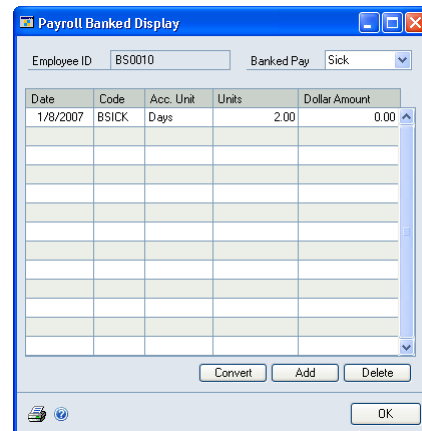 Payroll Banked Display
Employee ID BS0010 Banked Pay Sick
Date Code Acc. Unit Units Dollar Amount
1/8/2007 BSICK Days 2.00 0.00
Convert Add Delete
OK